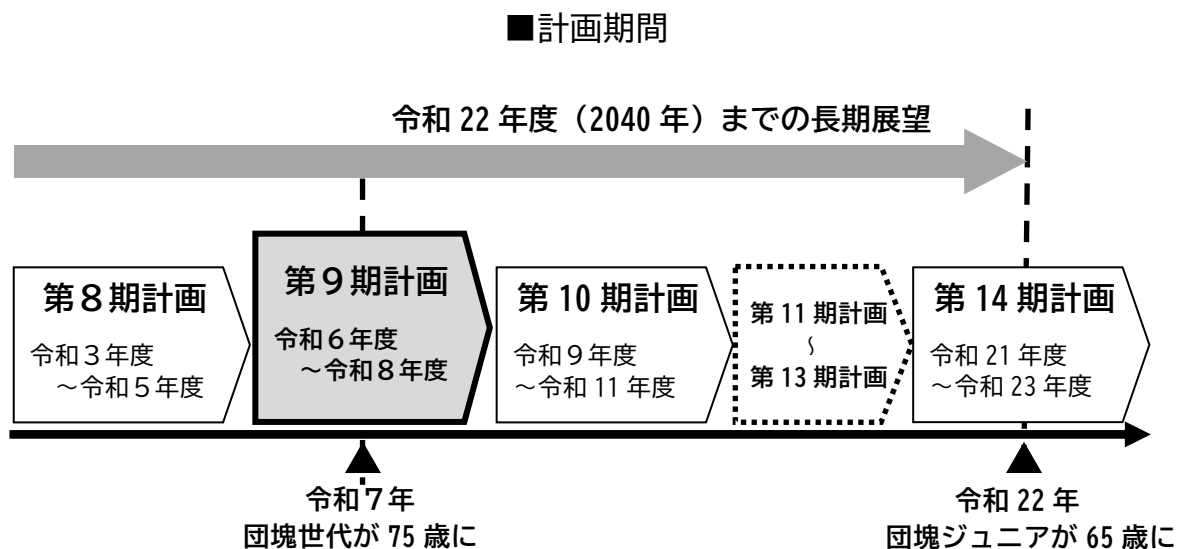 ■計画期間
令和 22 年度（2040 年）までの長期展望
第８期計画
令和３年度
～令和５年度
第９期計画
令和６年度
～令和８年度
第 10 期計画
令和９年度
～令和 11 年度
第 11 期計画
～
第 13 期計画
第 14 期計画
令和 21 年度
～令和 23 年度
令和７年
団塊世代が 75 歳に
令和 22 年
団塊ジュニアが 65 歳に